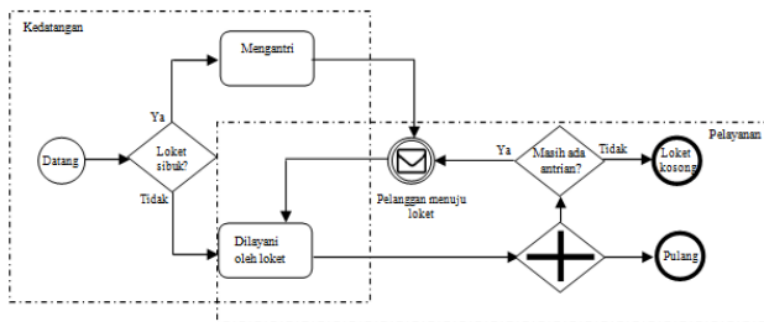 Kedatangan
Mengantri
Ya
Datang
Loket
sibuk?
Tidak
Pelayanan
Ya
Masih ada
antrian?
Tidak
Loket
kosong
Pelanggan menuju
loket
Dilayani
oleh loket
Pulang